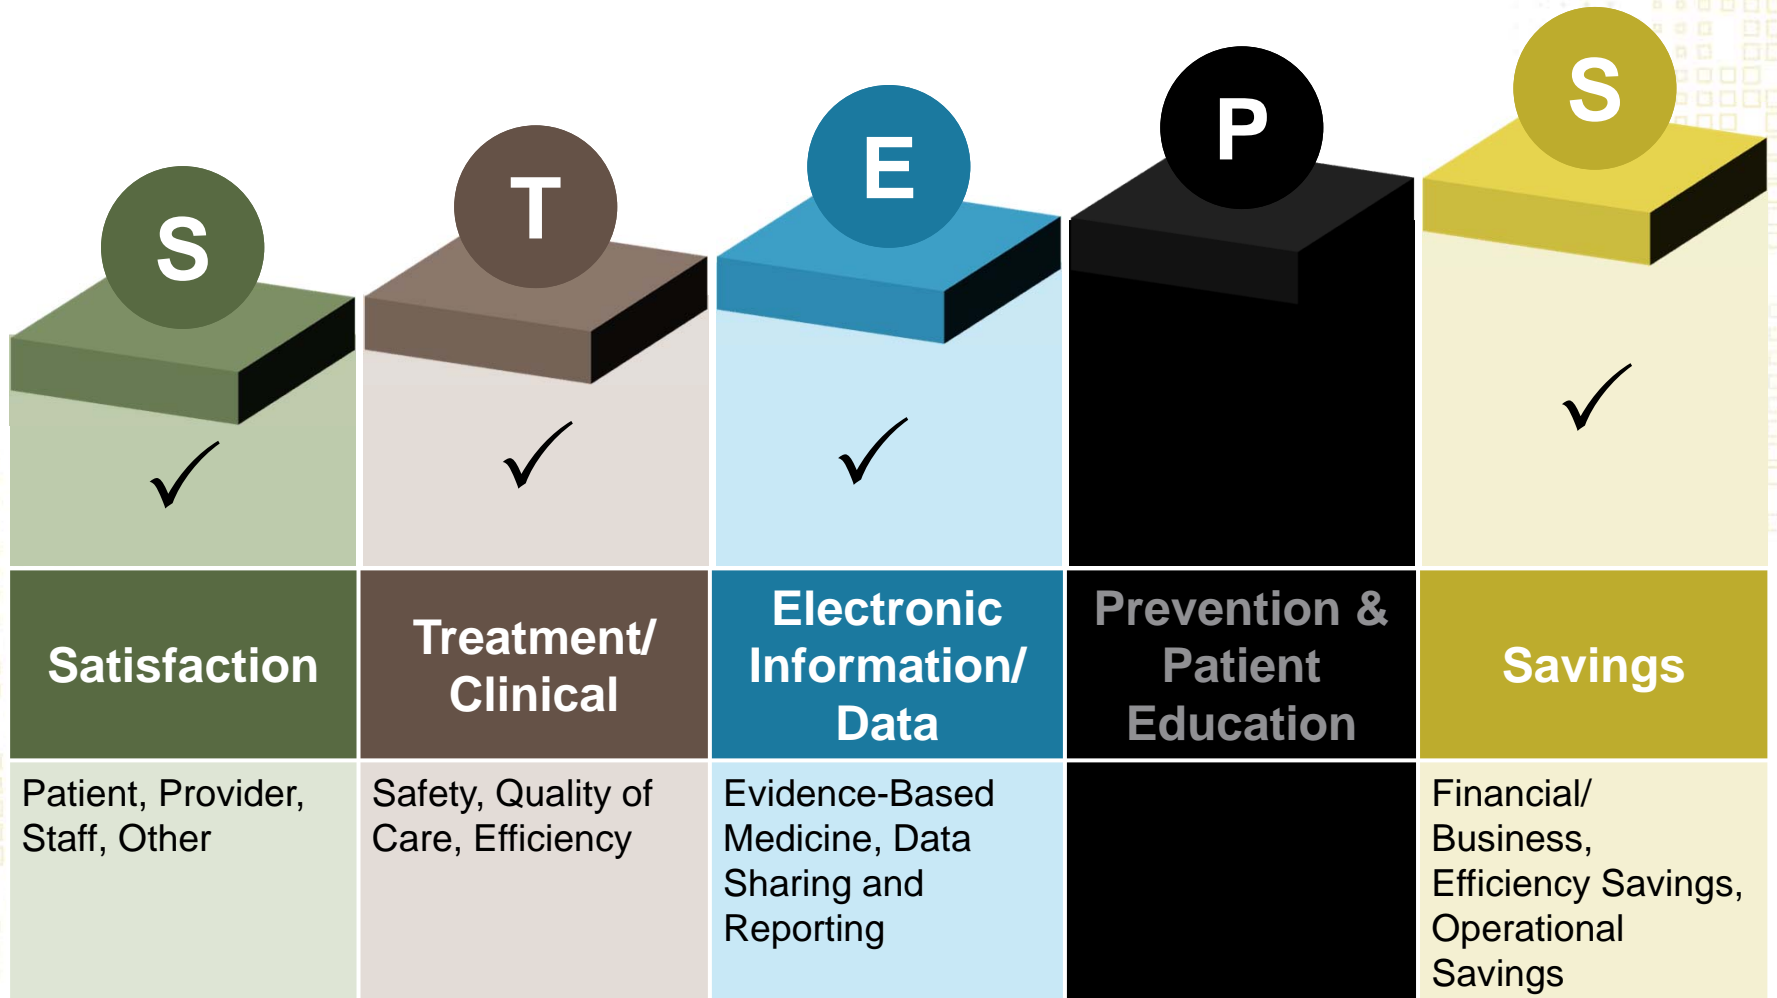 S
T
E
P
S
✓
✓
✓
✓
Satisfaction
Treatment/
Clinical
Electronic
Information/
Data
Prevention &
Patient
Education
Savings
Patient, Provider,
Staff, Other
Safety, Quality of
Care, Efficiency
Evidence-Based
Medicine, Data
Sharing and
Reporting
Financial/
Business,
Efficiency Savings,
Operational
Savings